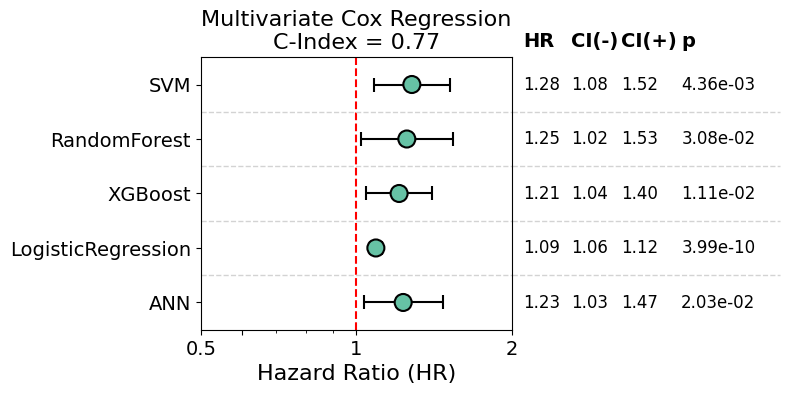 Multivariate Cox Regression
C-Index = 0.77
HR CI(-) CI(+) p
SVM 1.28 1.08 1.52 4.36e-03
RandomForest 1.25 1.02 1.53 3.08e-02
XGBoost 1.21 1.04 1.40 1.11e-02
LogisticRegression 1.09 1.06 1.12 3.99e-10
ANN 1.23 1.03 1.47 2.03e-02
0.5 1 2
Hazard Ratio (HR)